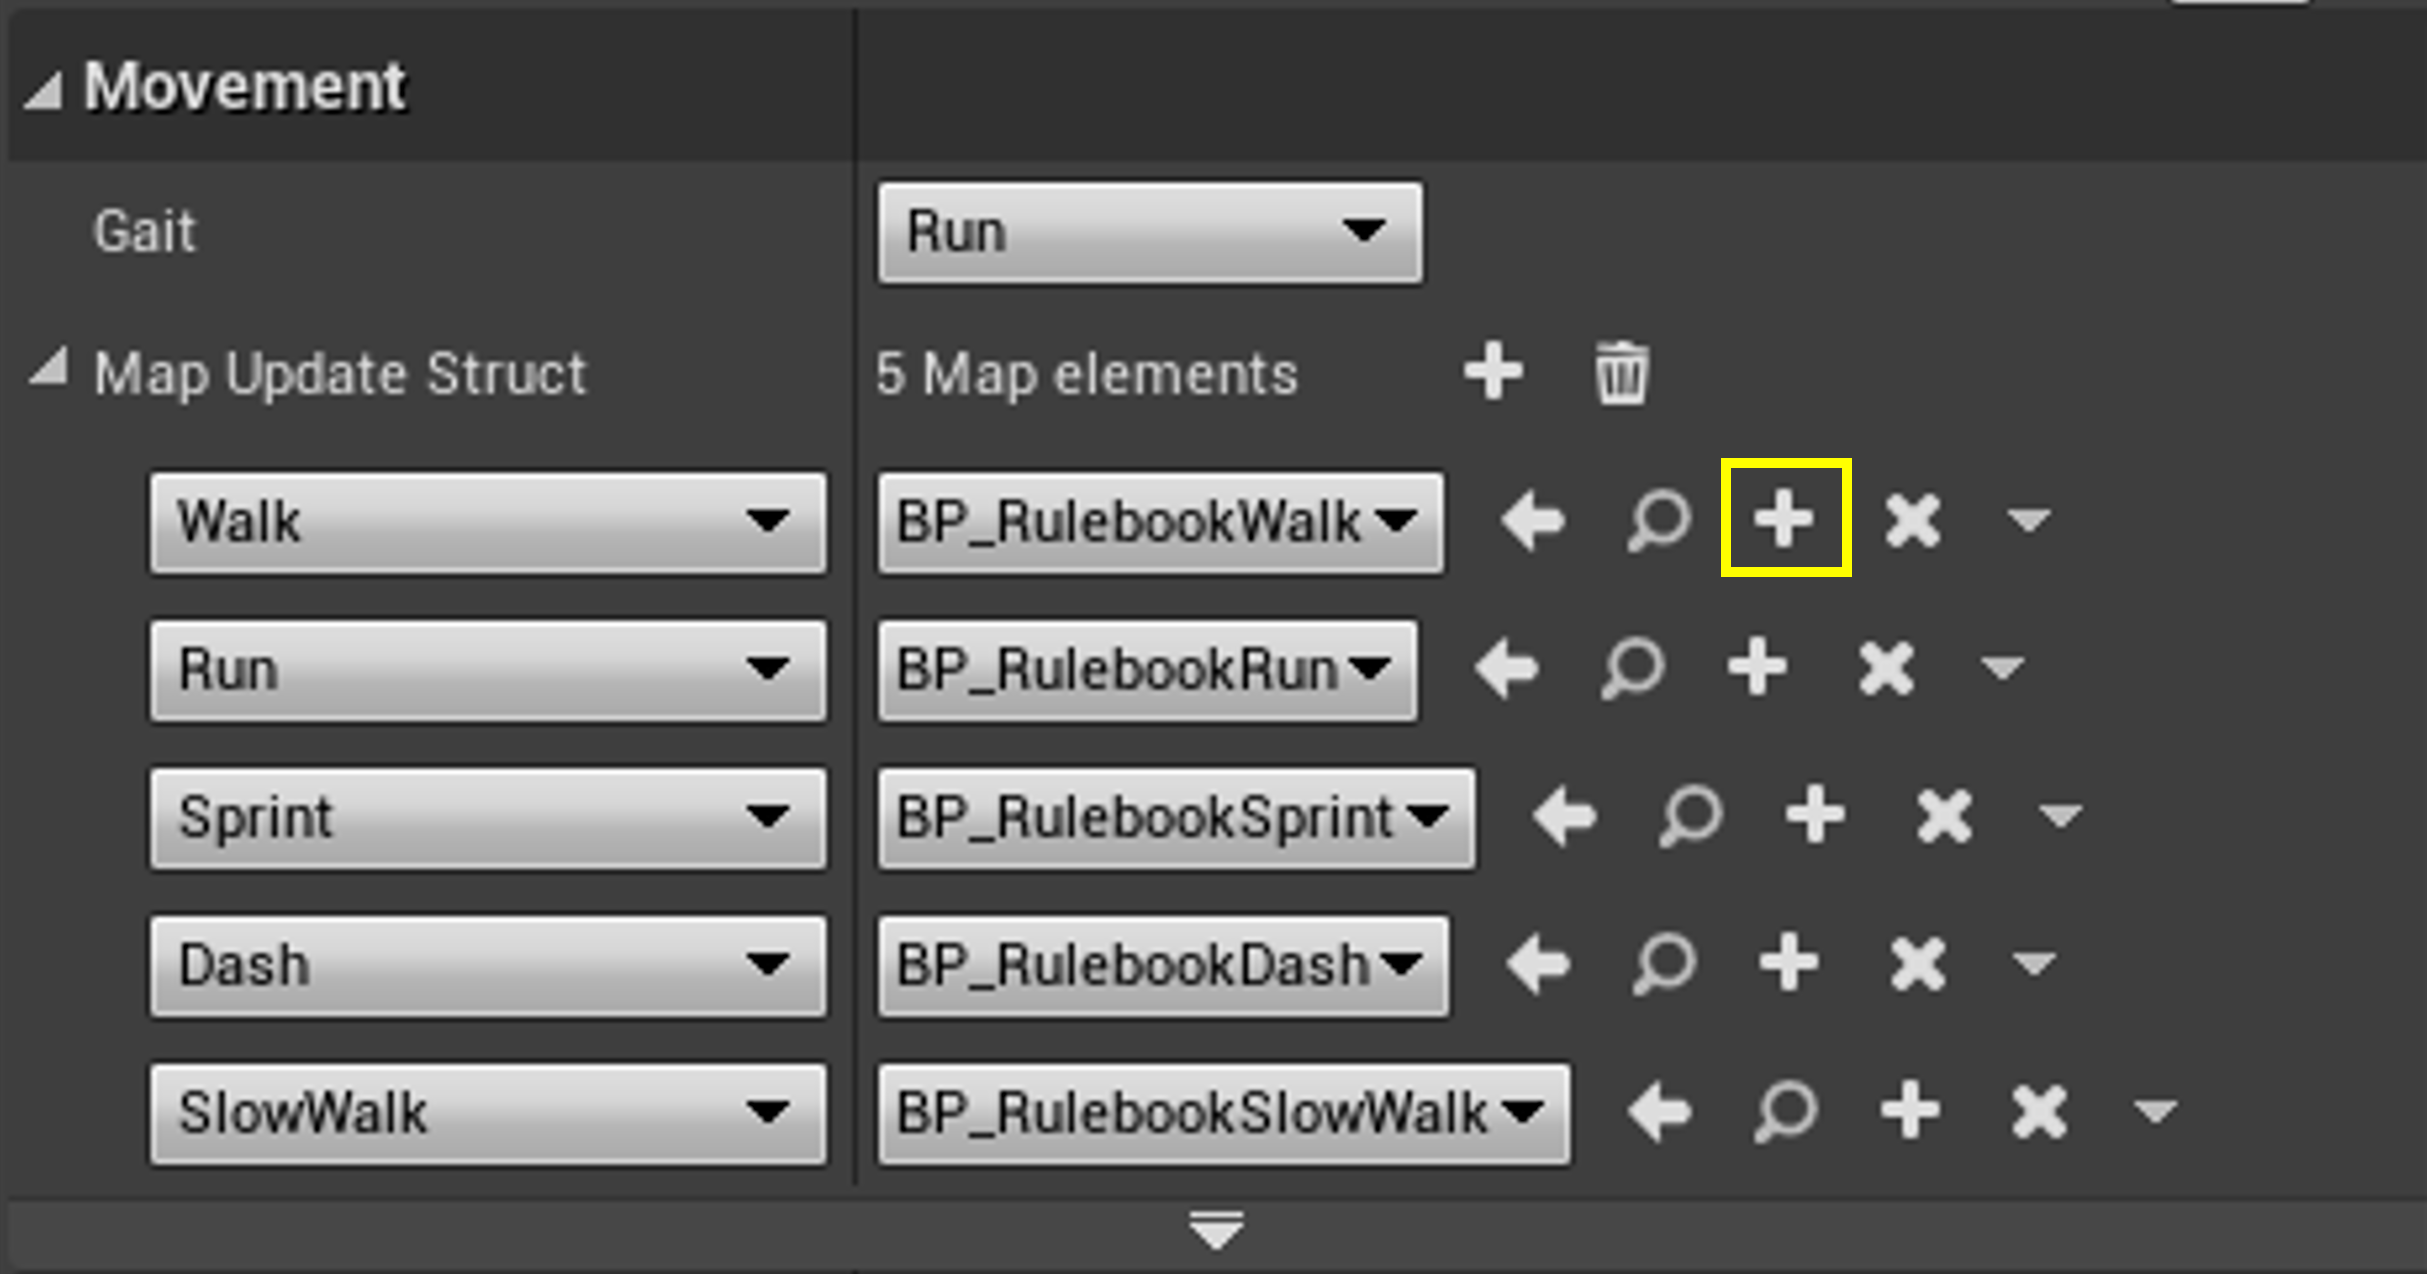 Movement
Gait Run
Map Update Struct 5 Map elements
Walk BP_RulebookWalk
Run BP_RulebookRun
Sprint BP_RulebookSprint
Dash BP_RulebookDash
SlowWalk BP_RulebookSlowWalk